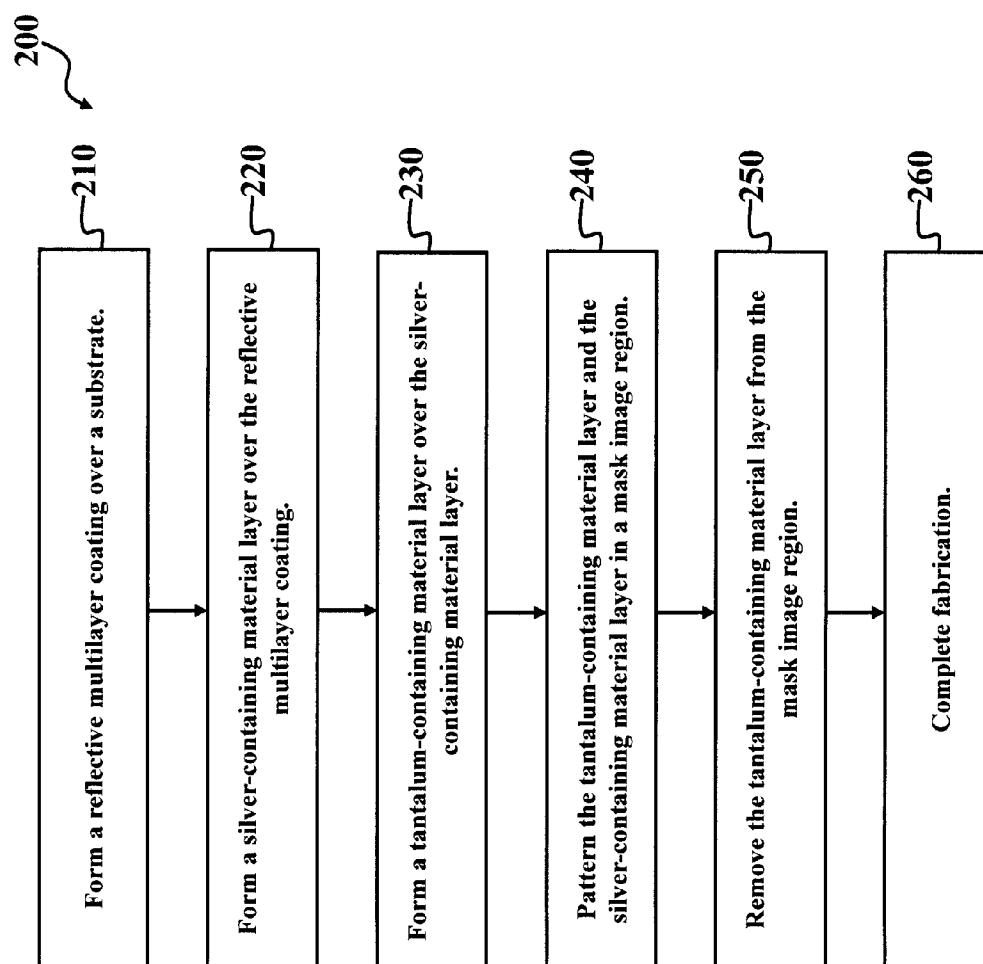 200
210
Form a reflective multilayer coating over a substrate.
220
Form a silver-containing material layer over the reflective
multilayer coating.
230
Form a tantalum-containing material layer over the silver-
containing material layer.
240
Pattern the tantalum-containing material layer and the
silver-containing material layer in a mask image region.
250
Remove the tantalum-containing material layer from the
mask image region.
260
Complete fabrication.